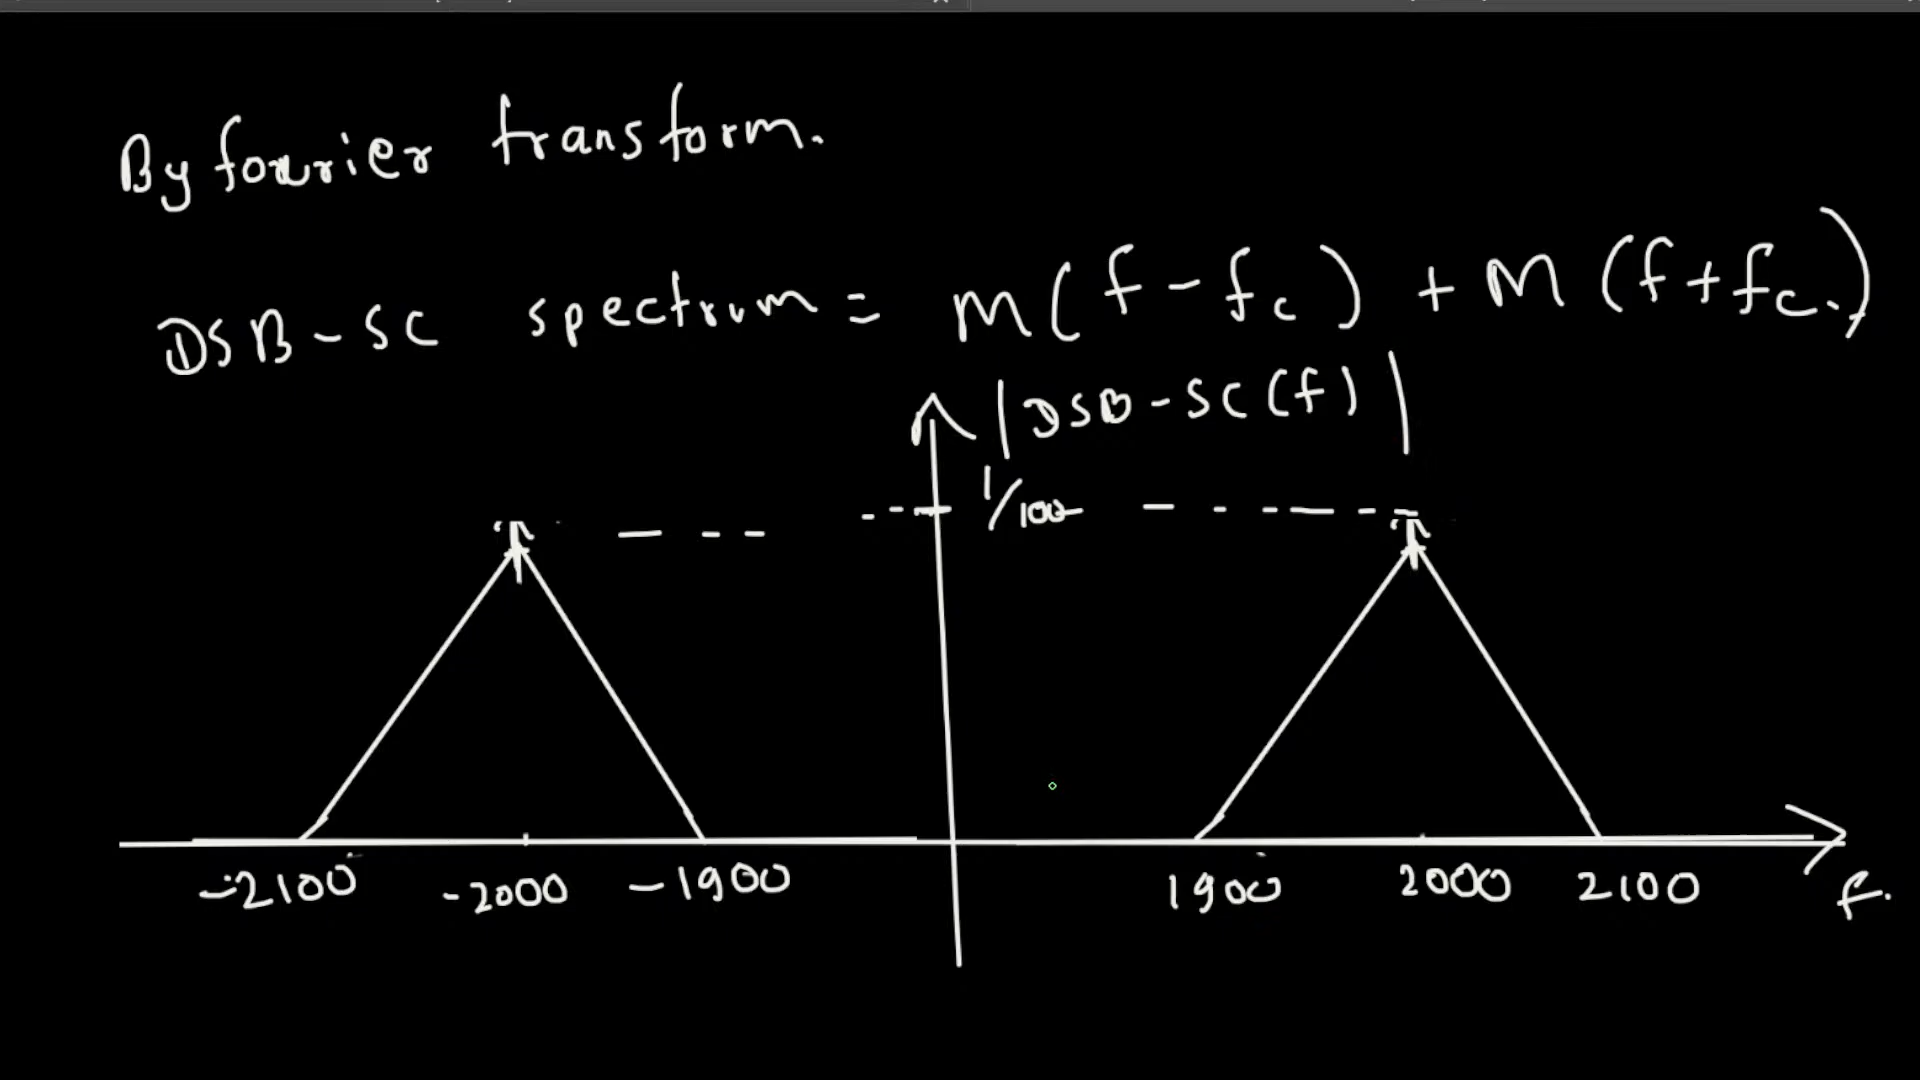 By fourier transform.
DSB-SC spectrum = m(f-fc) + M(f+fc.)
|DSB-SC(f)|
1/100
-2100 -2000 -1900 1900 2000 2100 f.